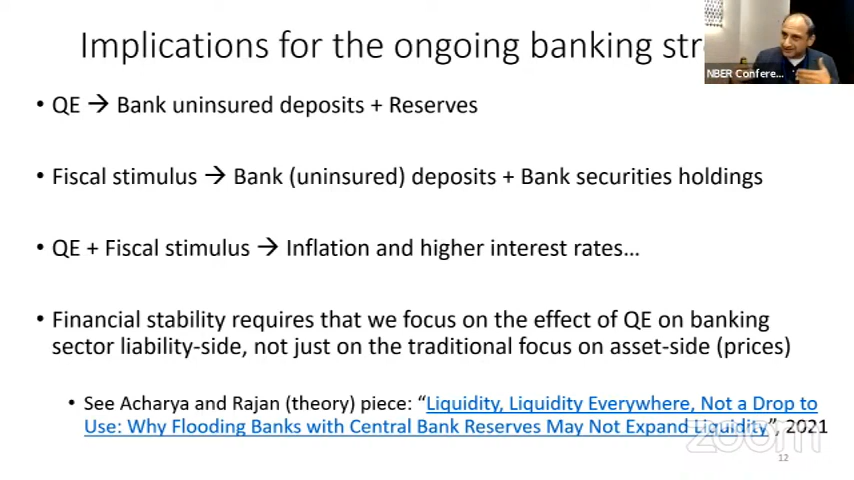 Implications for the ongoing banking str
NBER Confere...
• QE → Bank uninsured deposits + Reserves
• Fiscal stimulus → Bank (uninsured) deposits + Bank securities holdings
• QE + Fiscal stimulus → Inflation and higher interest rates…
• Financial stability requires that we focus on the effect of QE on banking
sector liability-side, not just on the traditional focus on asset-side (prices)
• See Acharya and Rajan (theory) piece: “Liquidity, Liquidity Everywhere, Not a Drop to
Use: Why Flooding Banks with Central Bank Reserves May Not Expand Liquidity”, 2021
zoom
12